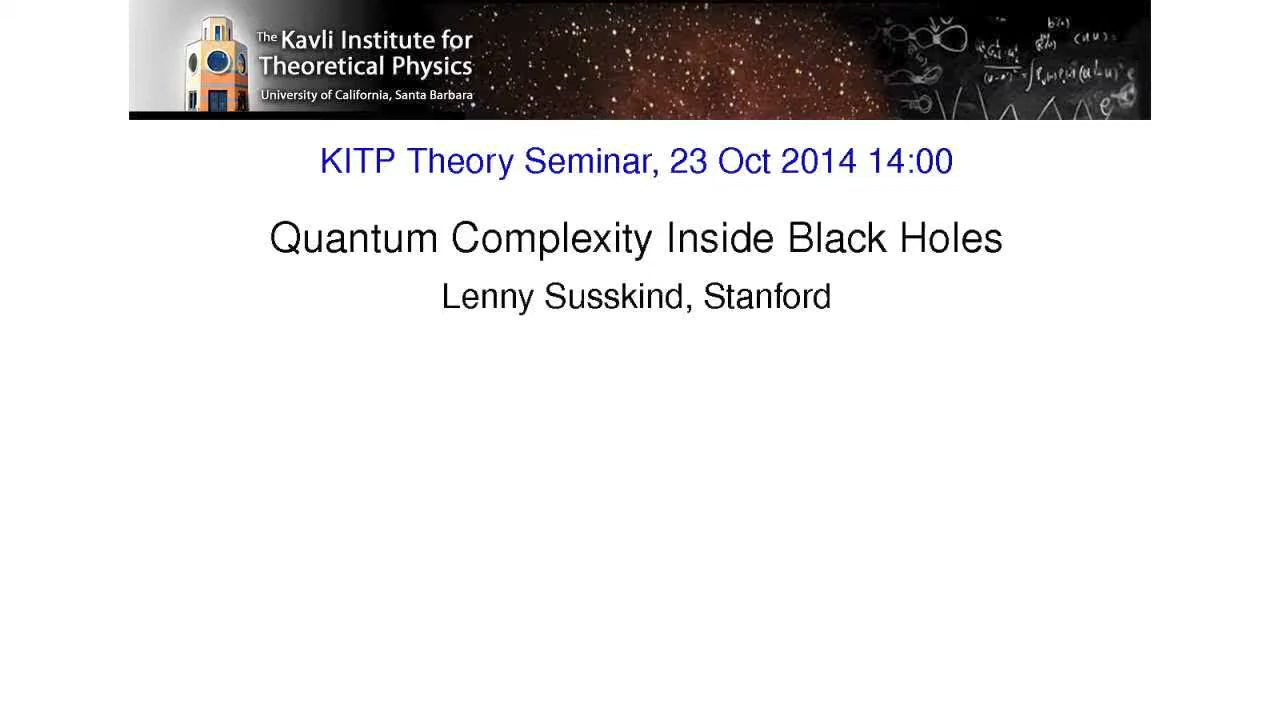 The Kavli Institute for
Theoretical Physics
University of California, Santa Barbara
KITP Theory Seminar, 23 Oct 2014 14:00
Quantum Complexity Inside Black Holes
Lenny Susskind, Stanford